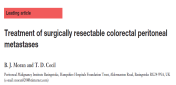 Leading article
Treatment of surgically resectable colorectal peritoneal
metastases
B. J. Moran and T. D. Cecil
Peritoneal Malignancy Institute Basingstoke, Hampshire Hospitals Foundation Trust, Aldermaston Road, Basingstoke RG24 9NA, UK